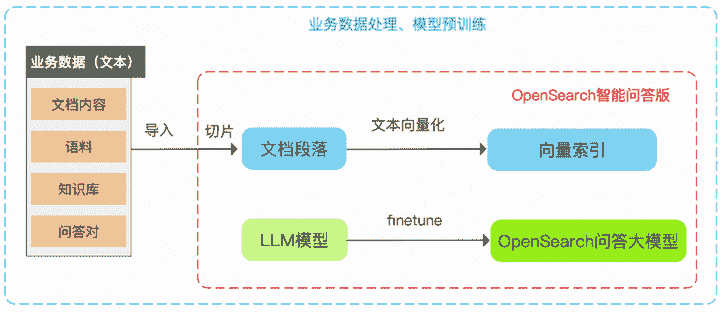 业务数据处理、模型预训练
业务数据（文本）
文档内容
语料
知识库
问答对
导入
切片
OpenSearch智能问答版
文档段落
文本向量化
向量索引
LLM模型
finetune
OpenSearch问答大模型